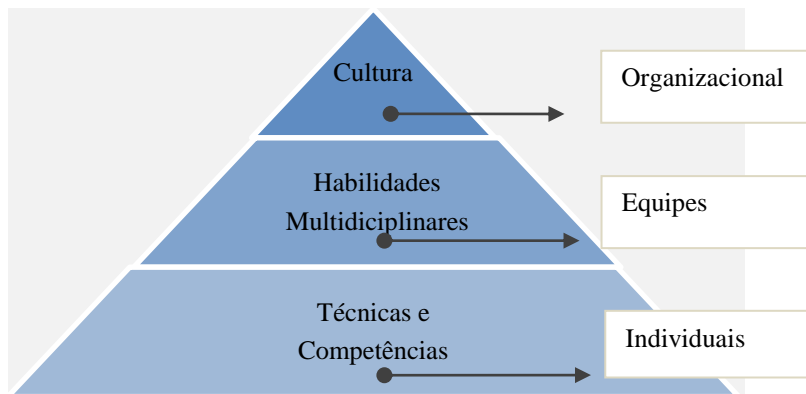 Cultura
Organizacional
Habilidades
Multidiciplinares
Equipes
Técnicas e
Competências
Individuais